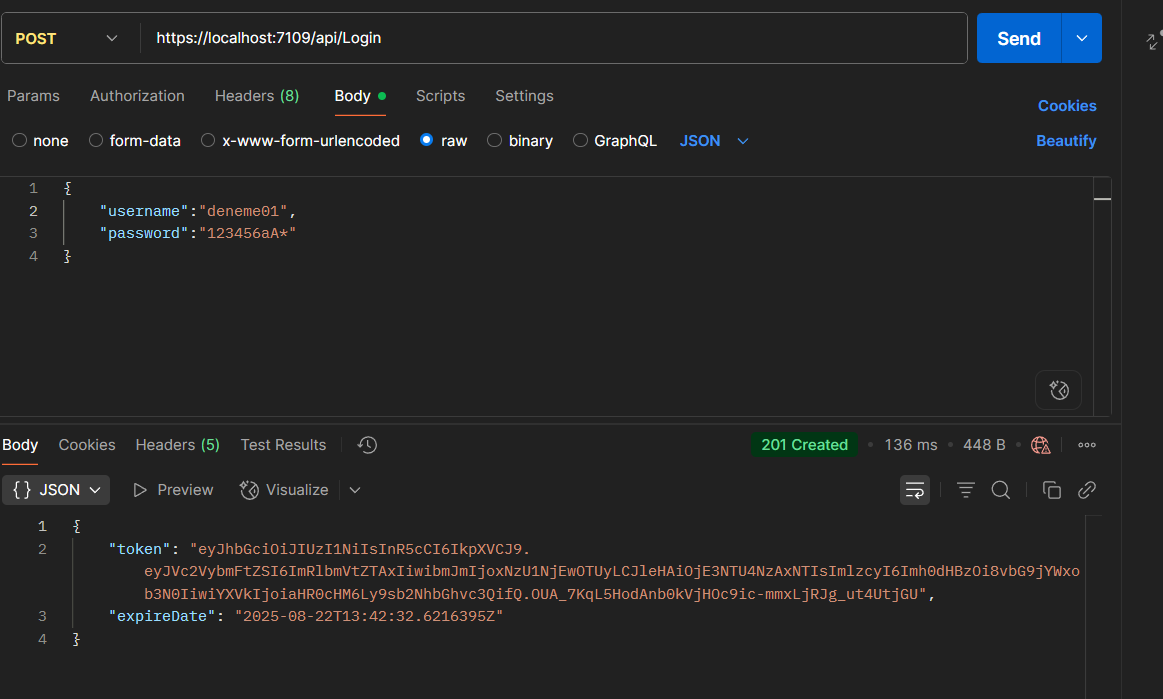 POST https://localhost:7109/api/Login Send
Params Authorization Headers (8) Body Scripts Settings Cookies
none form-data x-www-form-urlencoded raw binary GraphQL JSON Beautify
1 {
2 "username":"deneme01",
3 "password":"123456aA*"
4 }
Body Cookies Headers (5) Test Results 201 Created • 136 ms • 448 B
{} JSON Preview Visualize
1 {
2 "token": "eyJhbGciOiJIUzI1NiIsInR5cCI6IkpXVCJ9.
eyJVc2VybmFtZSI6ImRlbmVtZTAxIiwibmJmIjoxNzU1NjEwOTUyLCJleHAiOjE3NTU4NzAxNTIsImlzcyI6Imh0dHBzOi8vbG9jYWxo
b3N0IiwiYXVkIjoiaHR0cHM6Ly9sb2NhbGhvc3QifQ.OUA_7KqL5HodAnb0kVjHOc9ic-mmxLjRJg_ut4UtjGU",
3 "expireDate": "2025-08-22T13:42:32.6216395Z"
4 }